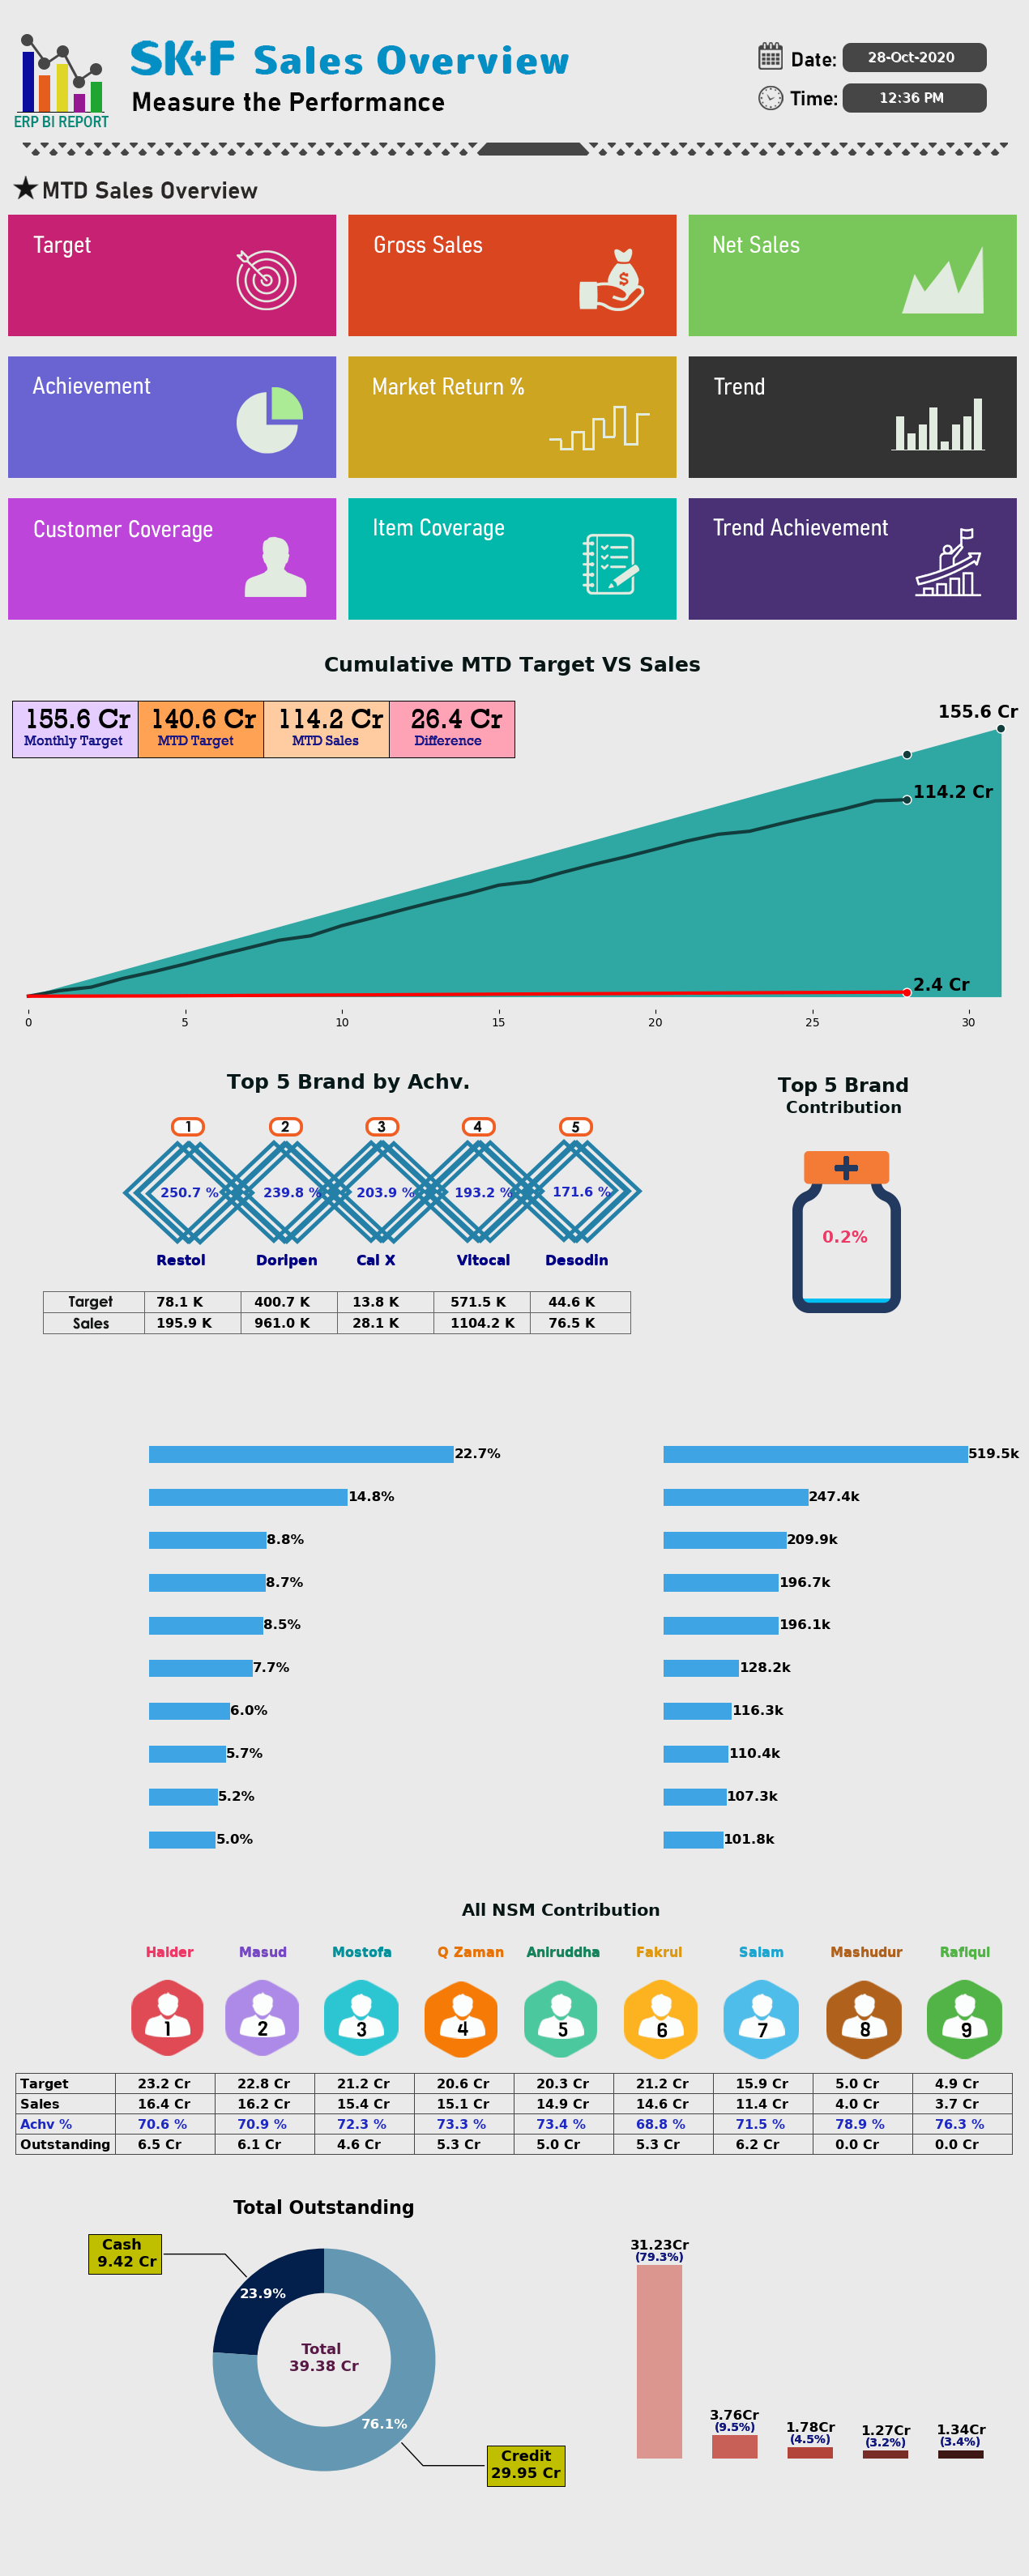 SK+F Sales Overview
Measure the Performance
ERP BI REPORT
Date: 28-Oct-2020
Time: 12:36 PM
MTD Sales Overview
Target
Gross Sales
Net Sales
Achievement
Market Return %
Trend
Customer Coverage
Item Coverage
Trend Achievement
Cumulative MTD Target VS Sales
155.6 Cr 140.6 Cr 114.2 Cr 26.4 Cr
Monthly Target MTD Target MTD Sales Difference
155.6 Cr
114.2 Cr
2.4 Cr
0 5 10 15 20 25 30
Top 5 Brand by Achv.
1 2 3 4 5
250.7 % 239.8 % 203.9 % 193.2 % 171.6 %
Restol Doripen Cal X Vitocal Desodin
Target 78.1 K 400.7 K 13.8 K 571.5 K 44.6 K
Sales 195.9 K 961.0 K 28.1 K 1104.2 K 76.5 K
Top 5 Brand
Contribution
0.2%
22.7% 519.5k
14.8% 247.4k
8.8% 209.9k
8.7% 196.7k
8.5% 196.1k
7.7% 128.2k
6.0% 116.3k
5.7% 110.4k
5.2% 107.3k
5.0% 101.8k
All NSM Contribution
Haider Masud Mostofa Q Zaman Aniruddha Fakrul Salam Mashudur Rafiqul
1 2 3 4 5 6 7 8 9
Target 23.2 Cr 22.8 Cr 21.2 Cr 20.6 Cr 20.3 Cr 21.2 Cr 15.9 Cr 5.0 Cr 4.9 Cr
Sales 16.4 Cr 16.2 Cr 15.4 Cr 15.1 Cr 14.9 Cr 14.6 Cr 11.4 Cr 4.0 Cr 3.7 Cr
Achv % 70.6 % 70.9 % 72.3 % 73.3 % 73.4 % 68.8 % 71.5 % 78.9 % 76.3 %
Outstanding 6.5 Cr 6.1 Cr 4.6 Cr 5.3 Cr 5.0 Cr 5.3 Cr 6.2 Cr 0.0 Cr 0.0 Cr
Total Outstanding
Cash
9.42 Cr
23.9%
Total
39.38 Cr
76.1%
Credit
29.95 Cr
31.23Cr
(79.3%)
3.76Cr
(9.5%)
1.78Cr
(4.5%)
1.27Cr
(3.2%)
1.34Cr
(3.4%)